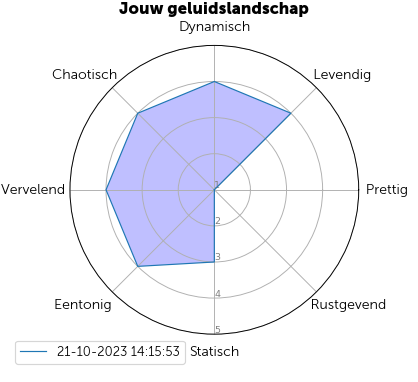 Jouw geluidslandschap
Dynamisch
Chaotisch
Levendig
Vervelend
1
Prettig
2
3
4
Eentonig
Rustgevend
5
21-10-2023 14:15:53
Statisch